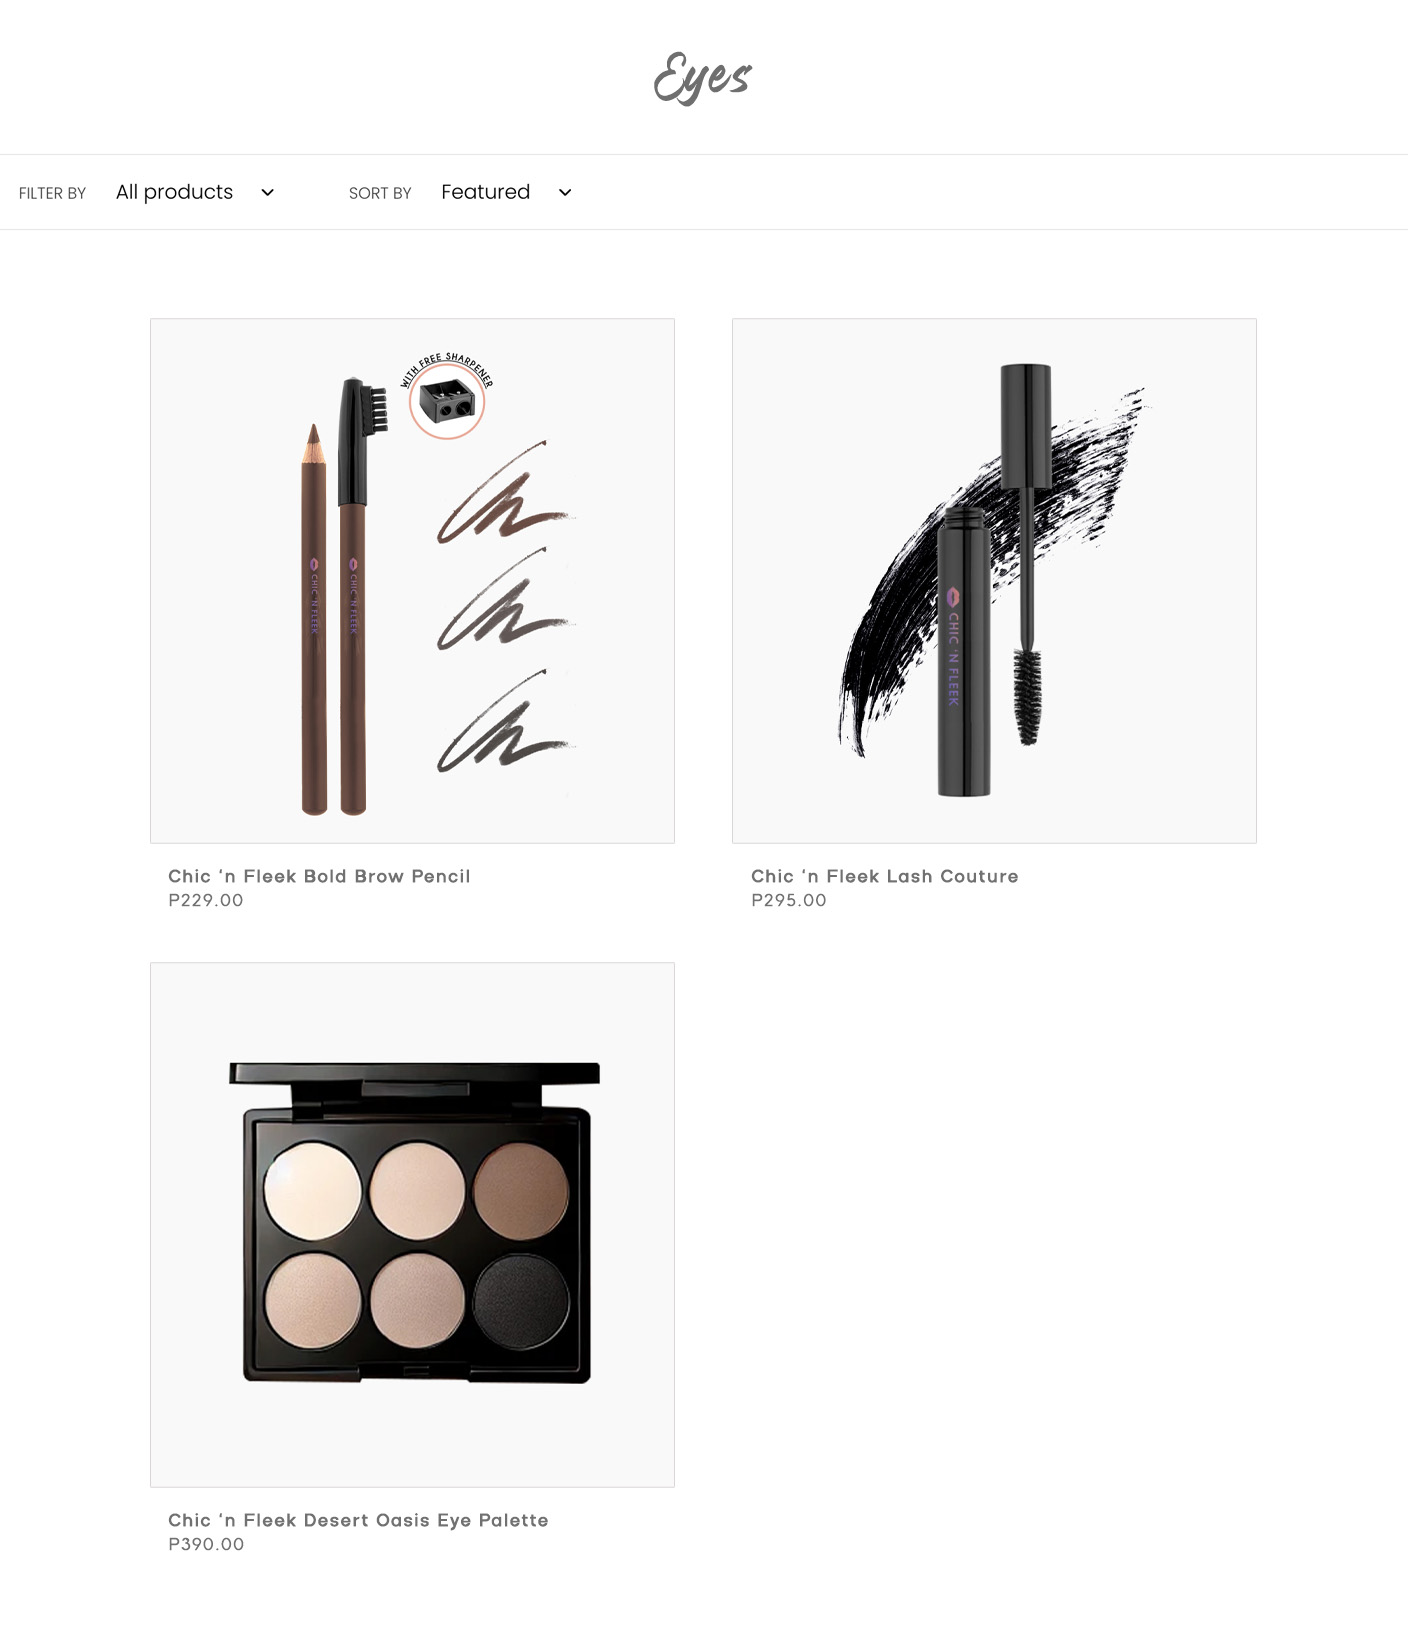 Eyes
FILTER BY All products SORT BY Featured
WITH FREE SHARPENER
CHIC 'N FLEEK
CHIC 'N FLEEK
CHIC 'N FLEEK
Chic ‘n Fleek Bold Brow Pencil
P229.00
Chic ‘n Fleek Lash Couture
P295.00
Chic ‘n Fleek Desert Oasis Eye Palette
P390.00